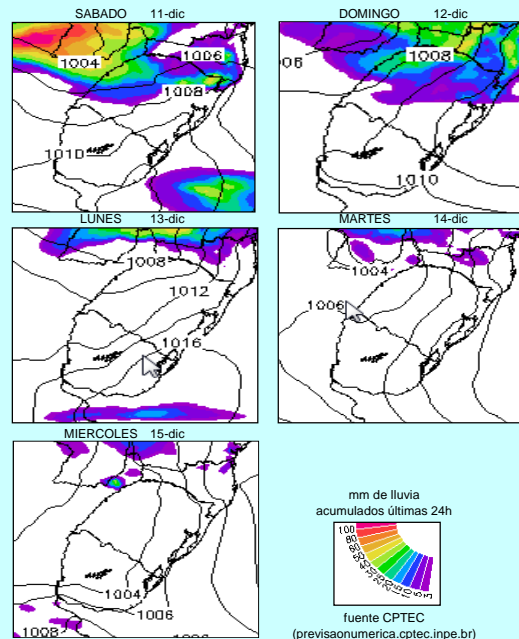 SABADO 11-dic
1004
1006
1008
1010
DOMINGO 12-dic
06
1008
1010
LUNES 13-dic
1008
1012
1016
MARTES 14-dic
1004
1006
MIERCOLES 15-dic
1004
1006
1008
mm de lluvia
acumulados últimas 24h
100
fuente CPTEC
(previsaonumerica.cptec.inpe.br)